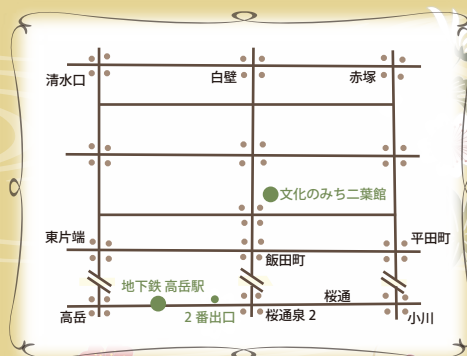 清水口
白壁
赤塚
文化のみち二葉館
東片端
平田町
飯田町
地下鉄 高岳駅
桜通
高岳
2 番出口
桜通泉 2
小川